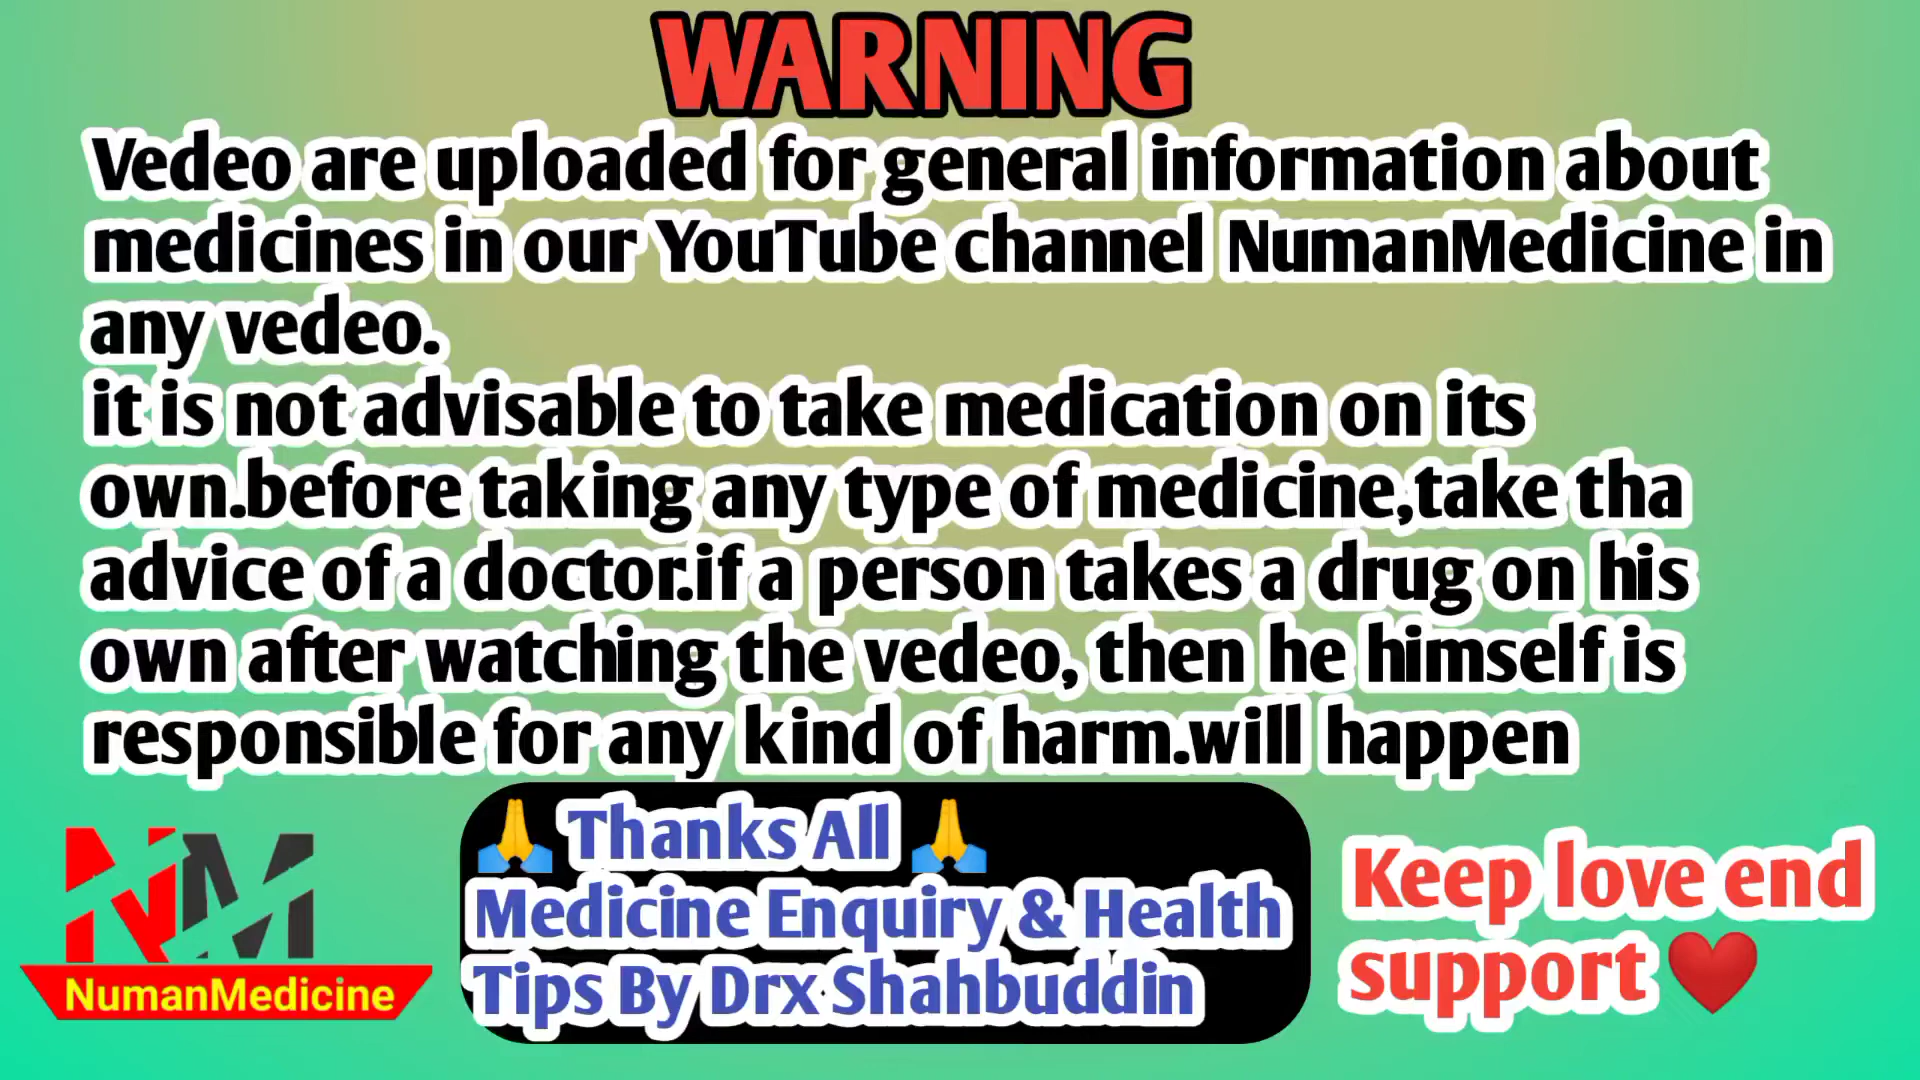 WARNING
Vedeo are uploaded for general information about
medicines in our YouTube channel NumanMedicine in
any vedeo.
it is not advisable to take medication on its
own.before taking any type of medicine,take tha
advice of a doctor.if a person takes a drug on his
own after watching the vedeo, then he himself is
responsible for any kind of harm.will happen
🙏 Thanks All 🙏
Medicine Enquiry & Health
Tips By Drx Shahbuddin
Keep love end
support ❤️
NM
NumanMedicine